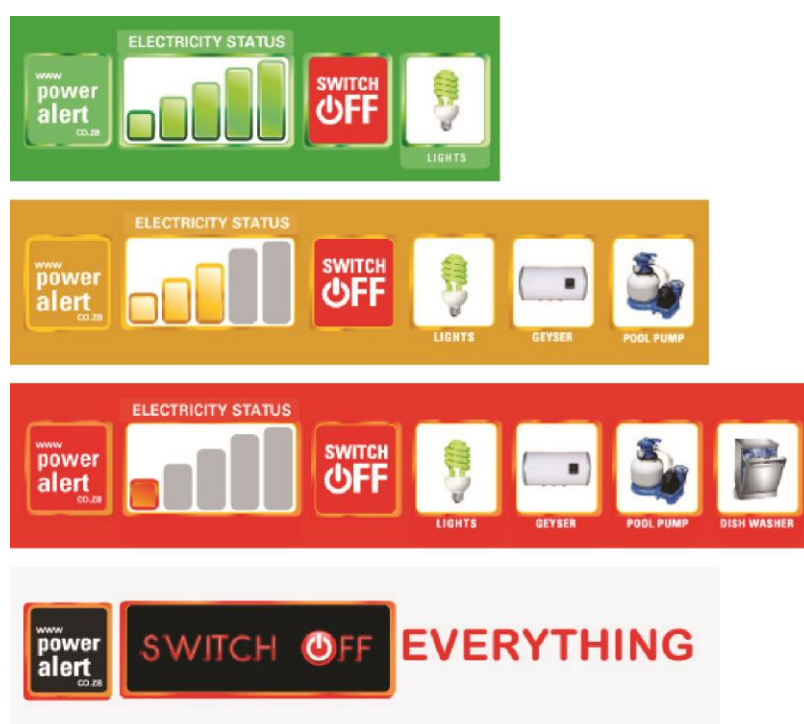 ELECTRICITY STATUS
www
power
alert
co.za
SWITCH
OFF
LIGHTS
ELECTRICITY STATUS
www
power
alert
co.za
SWITCH
OFF
LIGHTS GEYSER POOL PUMP
ELECTRICITY STATUS
www
power
alert
co.za
SWITCH
OFF
LIGHTS GEYSER POOL PUMP DISH WASHER
www
power
alert
co.za
SWITCH OFF EVERYTHING